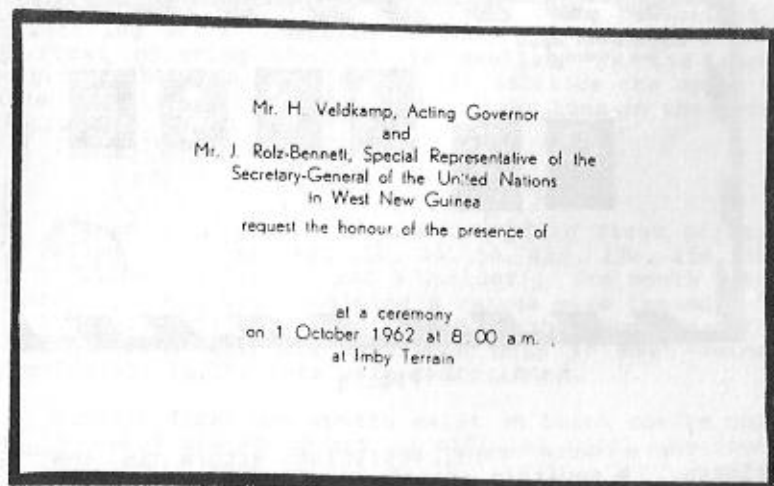 Mr. H. Veldkamp, Acting Governor
and
Mr. J. Rolz-Bennett, Special Representative of the
Secretary-General of the United Nations
in West New Guinea
request the honour of the presence of
at a ceremony
on 1 October 1962 at 8.00 a.m.
at Imby Terrain